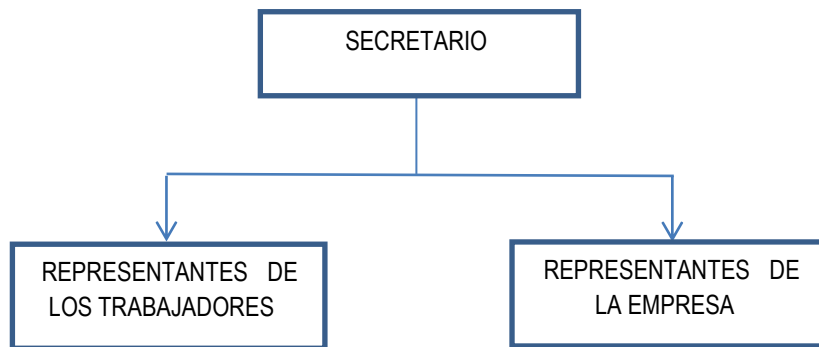 SECRETARIO
REPRESENTANTES DE
LOS TRABAJADORES
REPRESENTANTES DE
LA EMPRESA